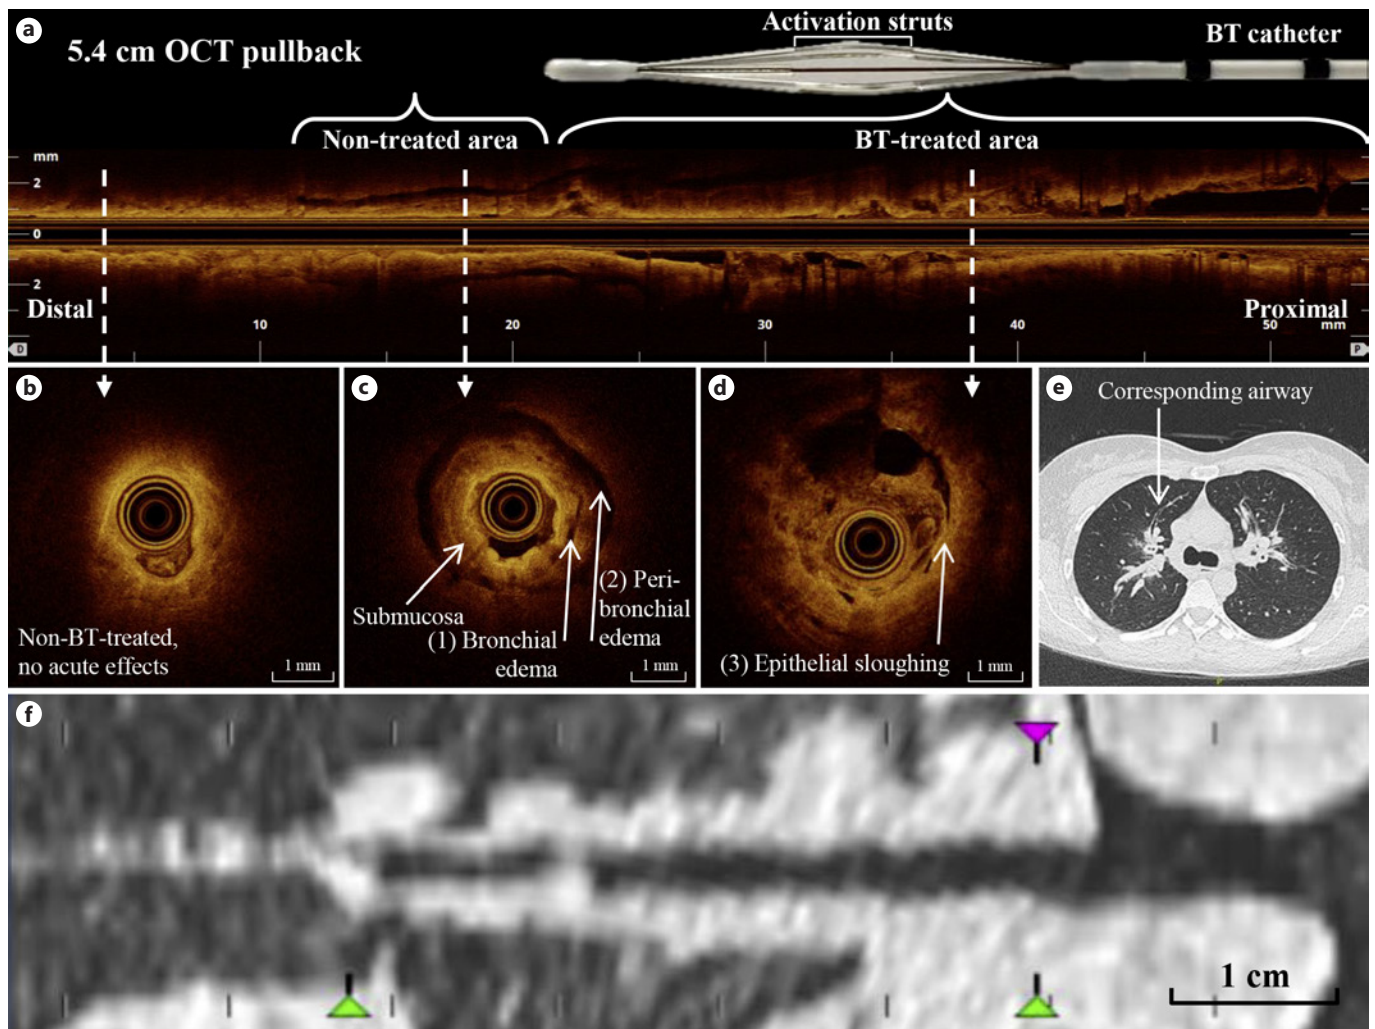 a
5.4 cm OCT pullback
Activation struts
BT catheter
Non-treated area
BT-treated area
mm
2
0
2
Distal
Proximal
10
20
30
40
50
mm
D
P
b
Non-BT-treated,
no acute effects
1 mm
c
Submucosa
(1) Bronchial
edema
(2) Peri-
bronchial
edema
1 mm
d
(3) Epithelial sloughing
1 mm
e
Corresponding airway
P
f
1 cm